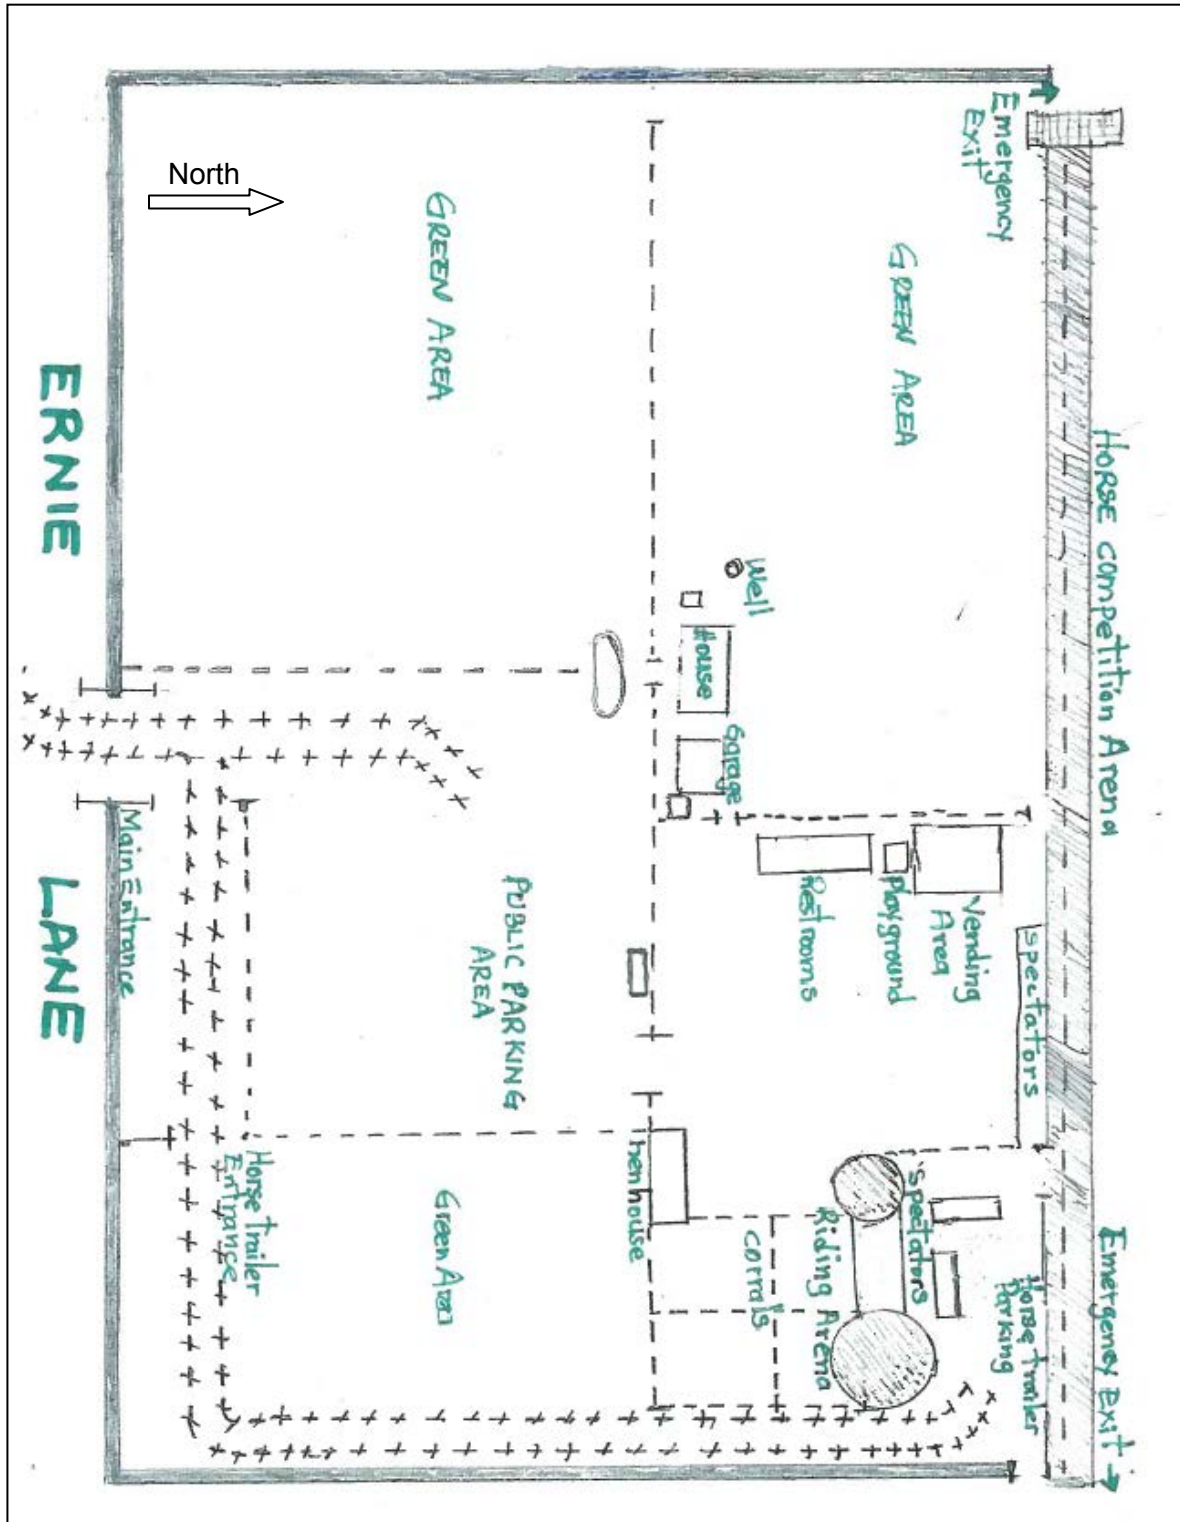 North
Emergency
Exit
GREEN AREA
GREEN AREA
HORSE competition Arena
ERNIE
LANE
Well
House
Garage
Main Entrance
PUBLIC PARKING
AREA
Restrooms
Playground
Vending
Area
spectators
Horse Trailer
Entrance
Green Area
henhouse
corrals
Riding Arena
Spectators
Horse Trailer
Parking
Emergency Exit